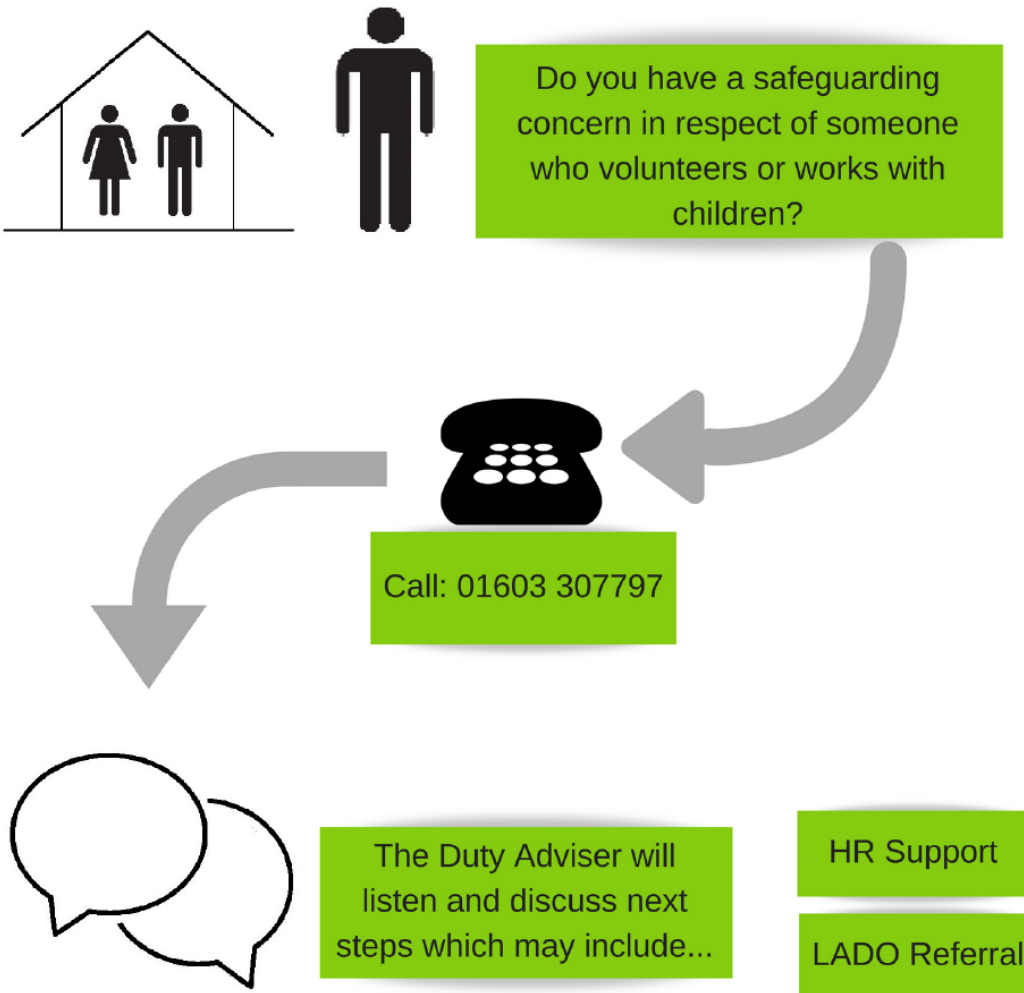 Do you have a safeguarding
concern in respect of someone
who volunteers or works with
children?
Call: 01603 307797
The Duty Adviser will
listen and discuss next
steps which may include...
HR Support
LADO Referral